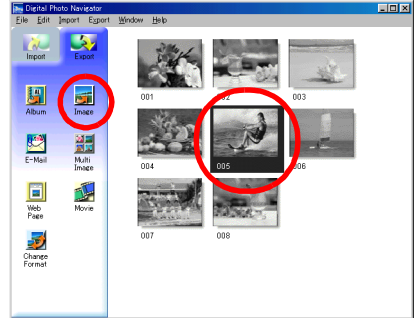 Digital Photo Navigator
File Edit Import Export Window Help
Import Export
Album Image
E-Mail Multi Image
Web Page Movie
Change Format
001 002 003
004 005 006
007 008